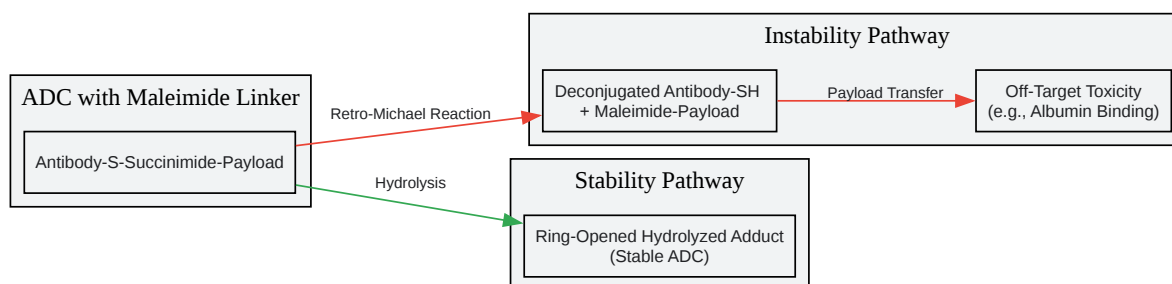 Instability Pathway
ADC with Maleimide Linker
Deconjugated Antibody-SH
+ Maleimide-Payload
Payload Transfer
Off-Target Toxicity
(e.g., Albumin Binding)
Retro-Michael Reaction
Antibody-S-Succinimide-Payload
Hydrolysis
Stability Pathway
Ring-Opened Hydrolyzed Adduct
(Stable ADC)